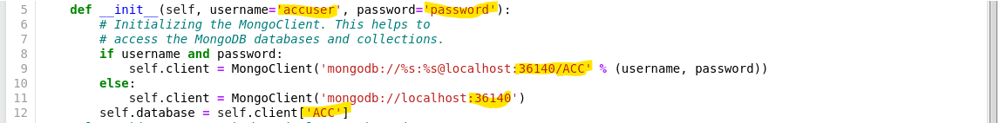 5 def __init__(self, username='accuser', password='password'):
6 # Initializing the MongoClient. This helps to
7 # access the MongoDB databases and collections.
8 if username and password:
9 self.client = MongoClient('mongodb://%s:%s@localhost:36140/ACC' % (username, password))
10 else:
11 self.client = MongoClient('mongodb://localhost:36140')
12 self.database = self.client['ACC']